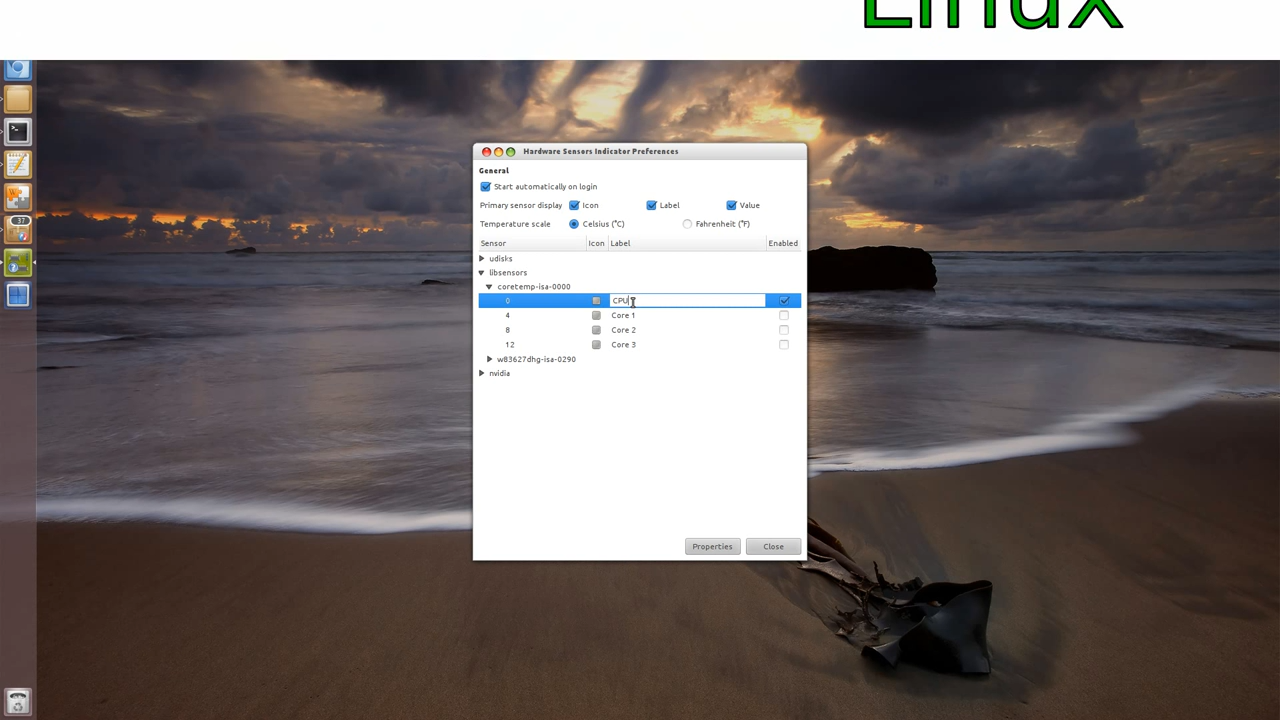 Linux
37
Hardware Sensors Indicator Preferences
General
Start automatically on login
Primary sensor display Icon Label Value
Temperature scale Celsius (°C) Fahrenheit (°F)
Sensor Icon Label Enabled
udisks
libsensors
coretemp-isa-0000
0 CPU
4 Core 1
8 Core 2
12 Core 3
w83627dhg-isa-0290
nvidia
Properties Close